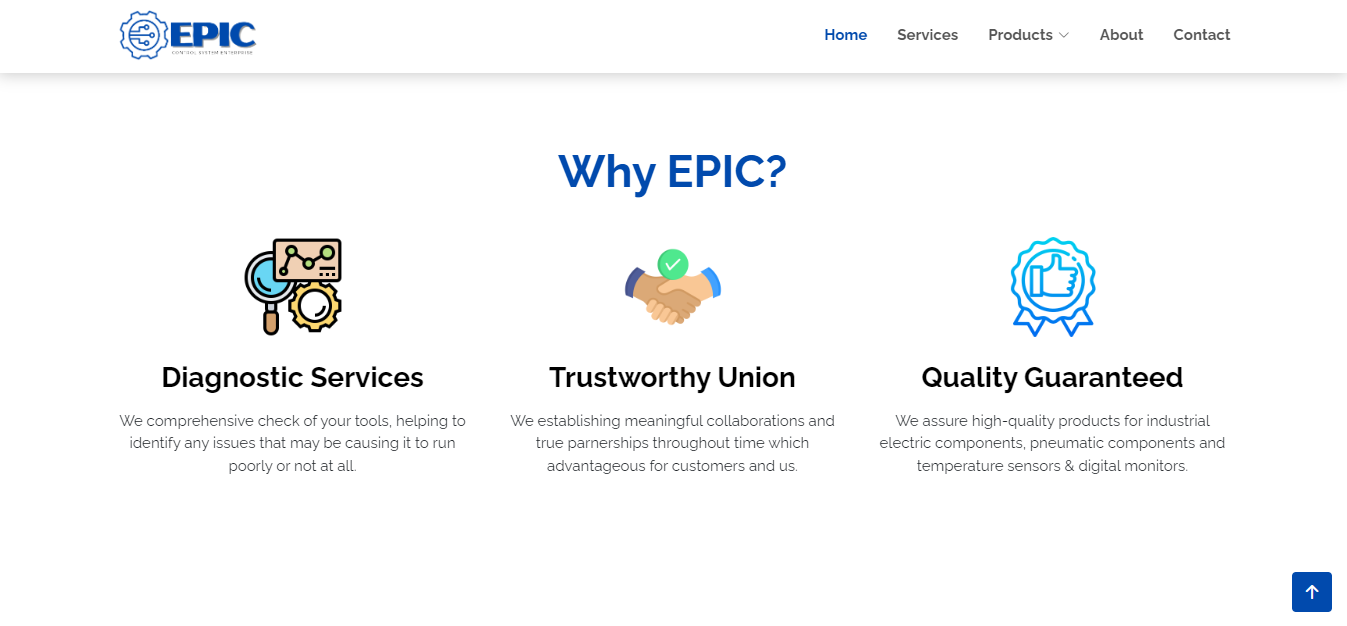 EPIC
CONTROL SYSTEM ENTERPRISE
Home Services Products About Contact
Why EPIC?
Diagnostic Services
We comprehensive check of your tools, helping to
identify any issues that may be causing it to run
poorly or not at all.
Trustworthy Union
We establishing meaningful collaborations and
true parnerships throughout time which
advantageous for customers and us.
Quality Guaranteed
We assure high-quality products for industrial
electric components, pneumatic components and
temperature sensors & digital monitors.